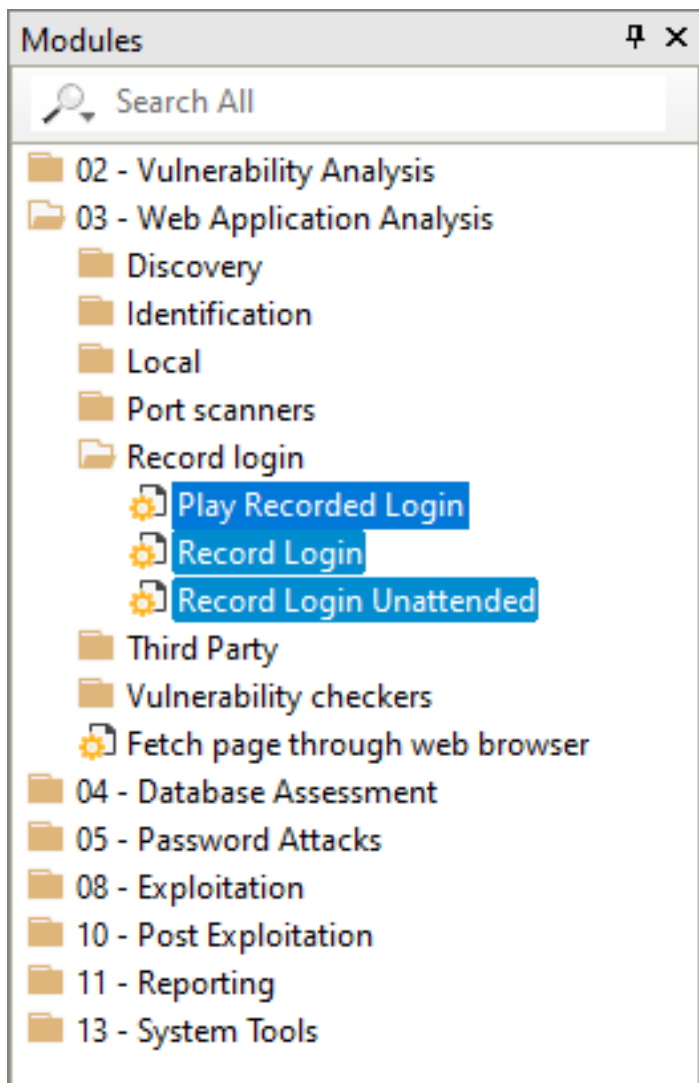 Modules
Search All
02 - Vulnerability Analysis
03 - Web Application Analysis
Discovery
Identification
Local
Port scanners
Record login
Play Recorded Login
Record Login
Record Login Unattended
Third Party
Vulnerability checkers
Fetch page through web browser
04 - Database Assessment
05 - Password Attacks
08 - Exploitation
10 - Post Exploitation
11 - Reporting
13 - System Tools